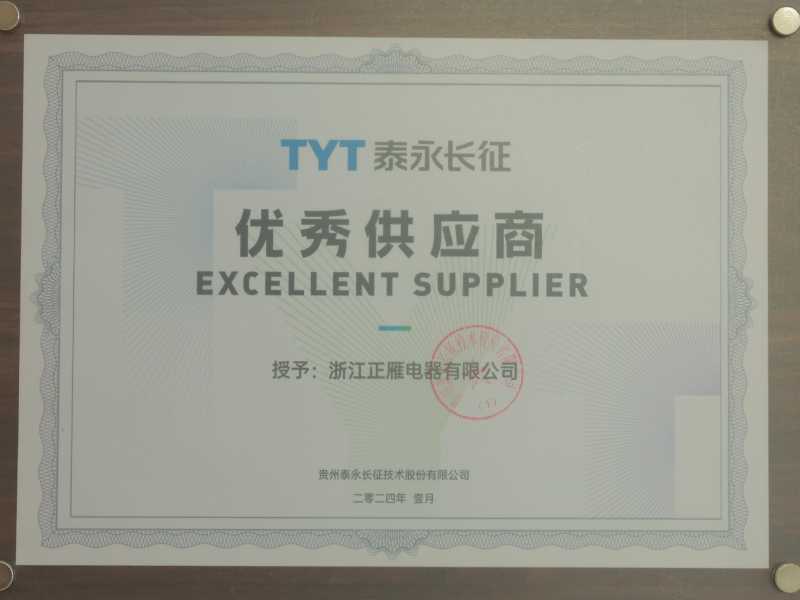 TYT 泰永长征
优秀供应商
EXCELLENT SUPPLIER
授予：浙江正雁电器有限公司
(1)
贵州泰永长征技术股份有限公司
二零二四年 壹月